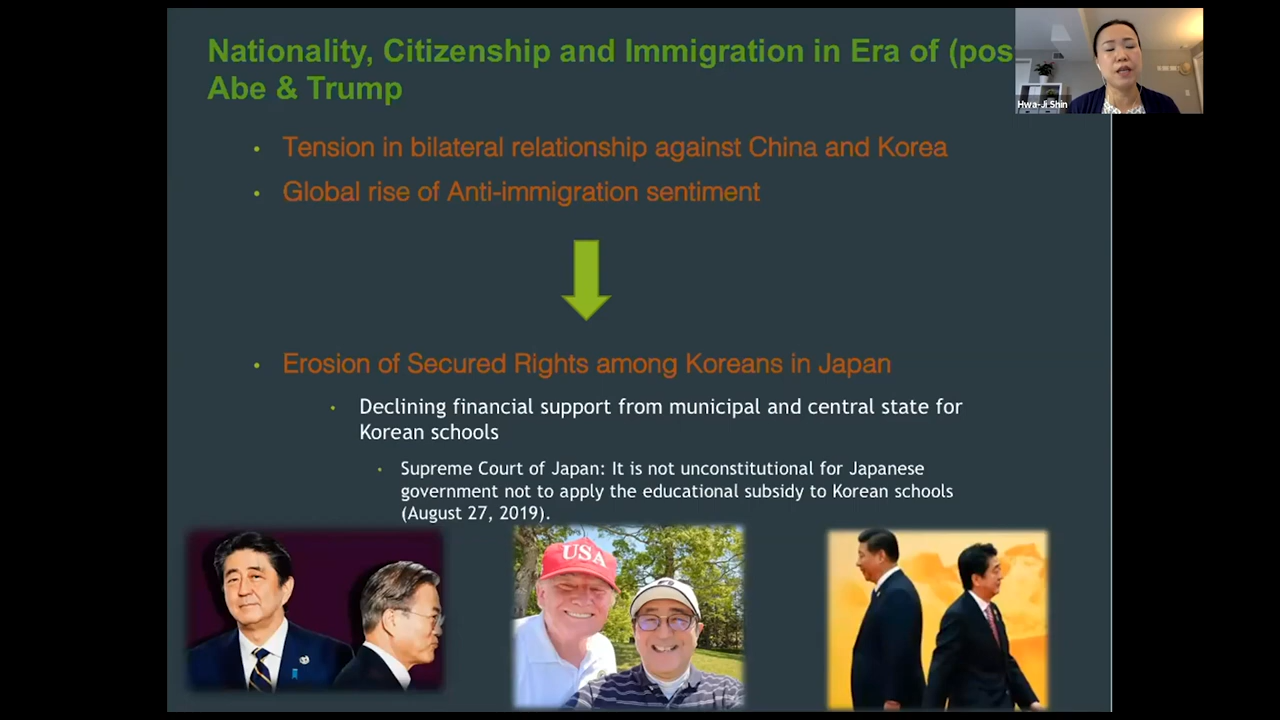 Nationality, Citizenship and Immigration in Era of (pos
Abe & Trump
Hwa-Ji Shin
• Tension in bilateral relationship against China and Korea
• Global rise of Anti-immigration sentiment
• Erosion of Secured Rights among Koreans in Japan
• Declining financial support from municipal and central state for
Korean schools
• Supreme Court of Japan: It is not unconstitutional for Japanese
government not to apply the educational subsidy to Korean schools
(August 27, 2019).
USA